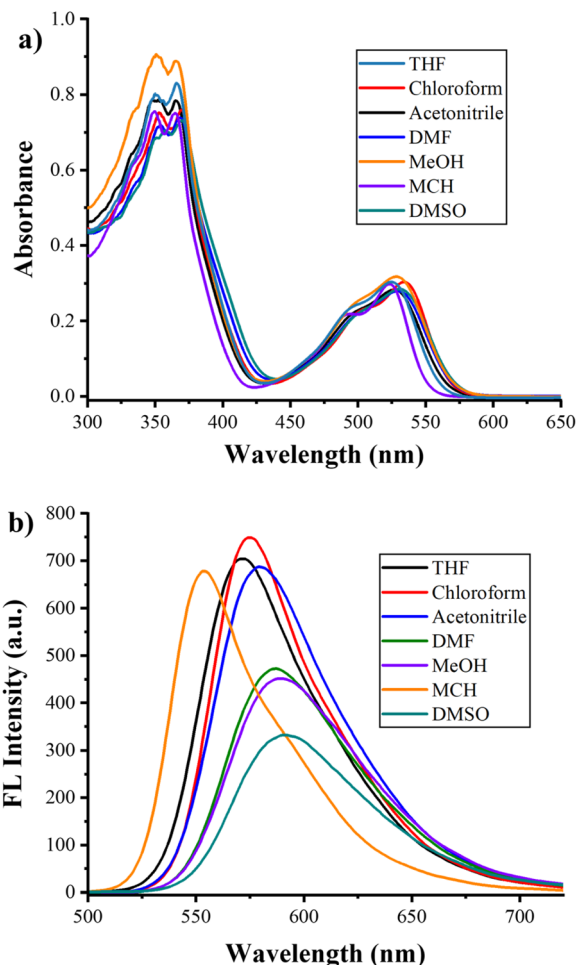 a)
Absorbance
1.0
0.8
0.6
0.4
0.2
0.0
THF
Chloroform
Acetonitrile
DMF
MeOH
MCH
DMSO
300 350 400 450 500 550 600 650
Wavelength (nm)
b)
FL Intensity (a.u.)
800
700
600
500
400
300
200
100
0
THF
Chloroform
Acetonitrile
DMF
MeOH
MCH
DMSO
500 550 600 650 700
Wavelength (nm)